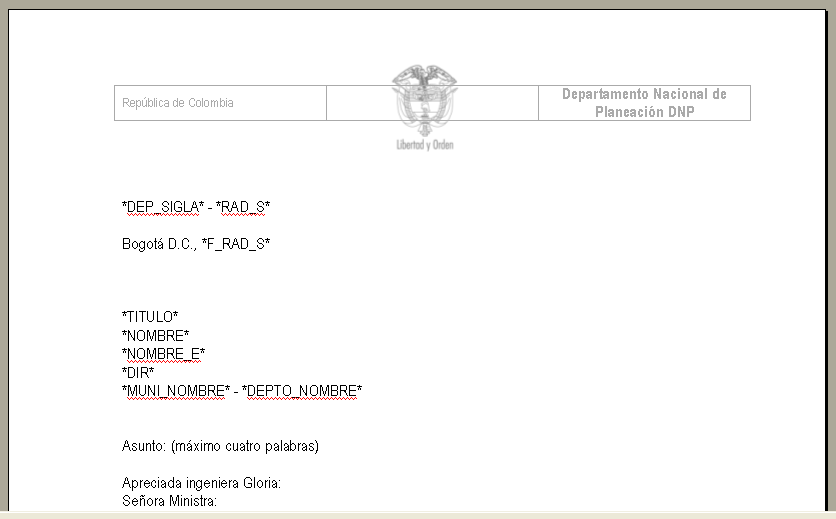 República de Colombia
Libertad y Orden
Departamento Nacional de
Planeación DNP
*DEP_SIGLA* - *RAD_S*
Bogotá D.C., *F_RAD_S*
*TITULO*
*NOMBRE*
*NOMBRE_E*
*DIR*
*MUNI_NOMBRE* - *DEPTO_NOMBRE*
Asunto: (máximo cuatro palabras)
Apreciada ingeniera Gloria:
Señora Ministra: